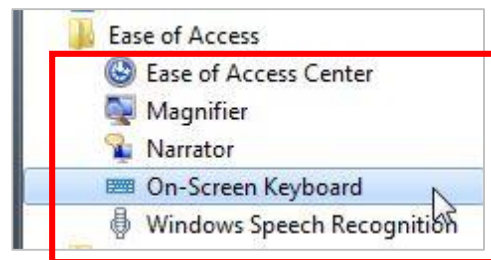 Ease of Access
Ease of Access Center
Magnifier
Narrator
On-Screen Keyboard
Windows Speech Recognition